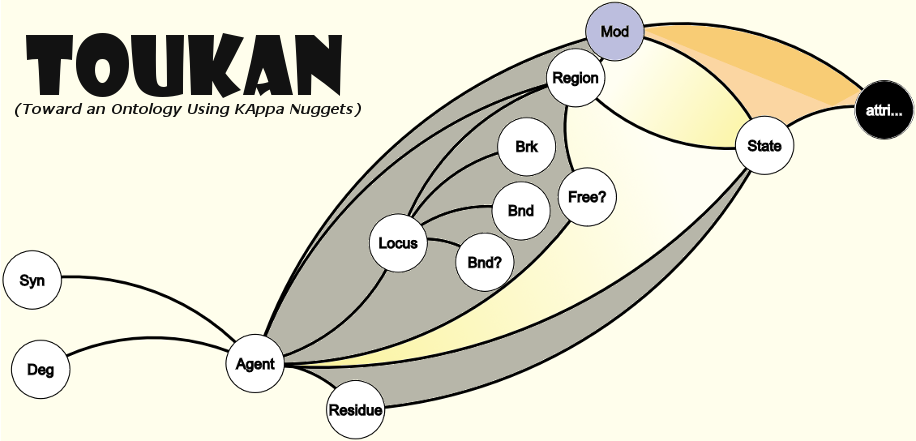 TOUKAN
(Toward an Ontology Using KAppa Nuggets)
Mod
Region
attri...
Brk
State
Free?
Bnd
Locus
Bnd?
Syn
Agent
Deg
Residue